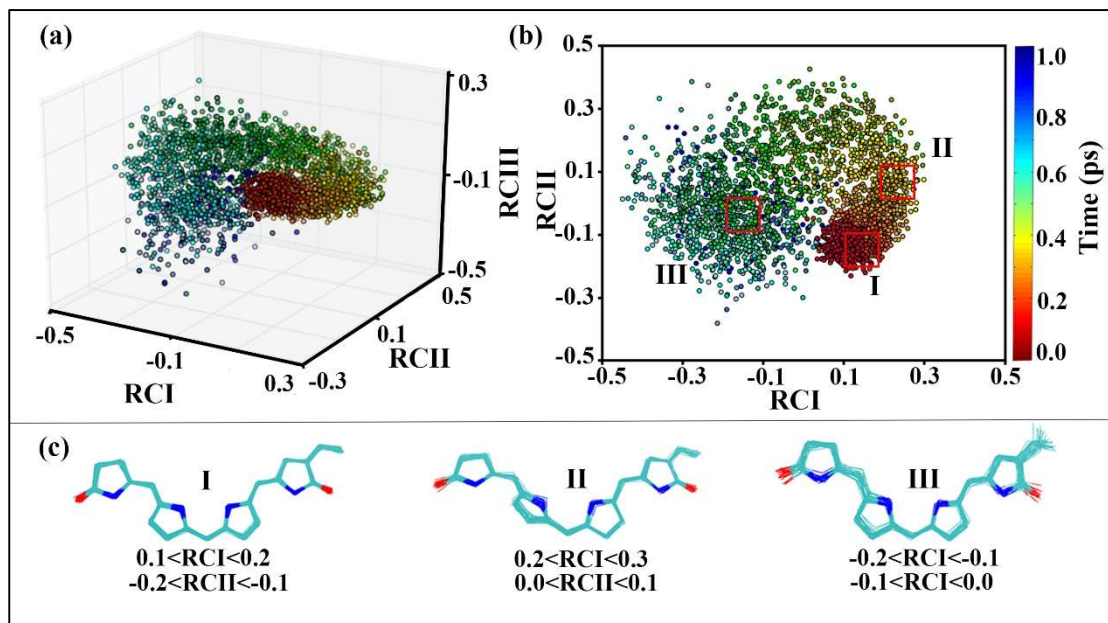 (a)
0.3
-0.1
-0.5
RCIII
0.5
0.1
-0.3
RCII
-0.5
-0.1
0.3
RCI
(b)
0.5
0.3
0.1
-0.1
-0.3
-0.5
RCII
-0.5
-0.3
-0.1
0.1
0.3
0.5
RCI
II
III
I
1.0
0.8
0.6
0.4
0.2
0.0
Time (ps)
(c)
I
0.1<RCI<0.2
-0.2<RCII<-0.1
II
0.2<RCI<0.3
0.0<RCII<0.1
III
-0.2<RCI<-0.1
-0.1<RCI<0.0